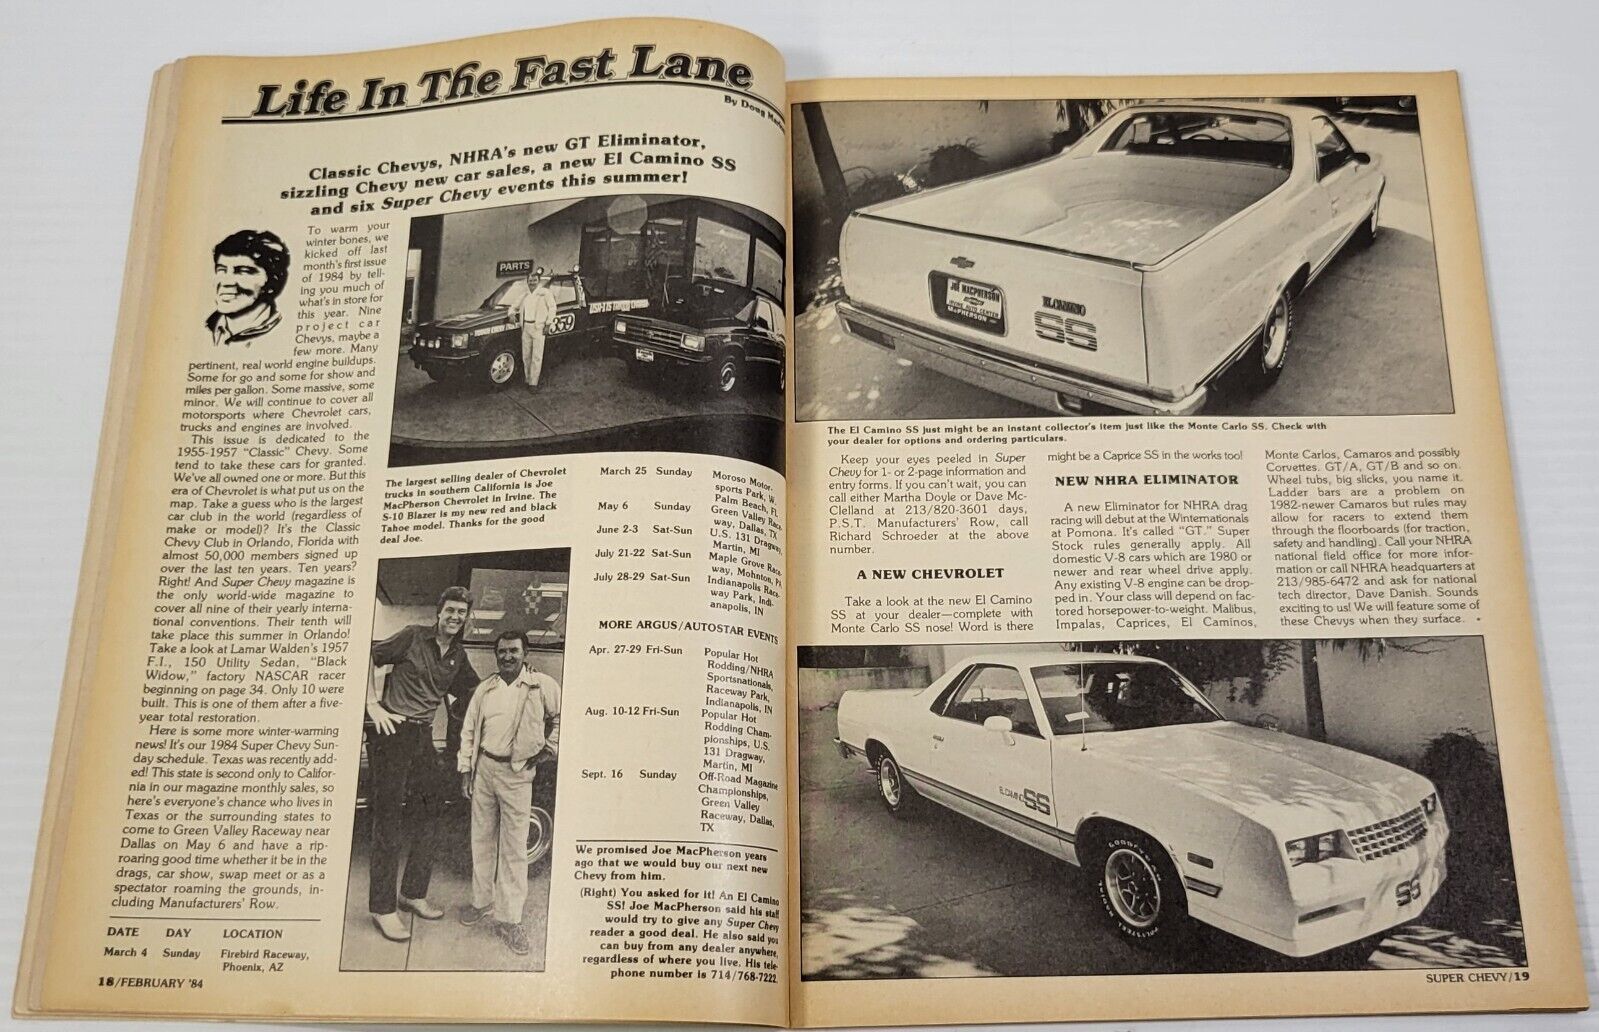 Life In The Fast Lane
By Doug
Classic Chevys, NHRA's new GT Eliminator,
sizzling Chevy new car sales, a new El Camino SS
and six Super Chevy events this summer!
To warm your
winter bones, we
kicked off last
month's first issue
of 1984 by tell-
ing you much of
what's in store for
this year. Nine
project car
Chevys, maybe a
few more. Many
pertinent, real world engine buildups.
Some for go and some for show and
miles per gallon. Some massive, some
minor. We will continue to cover all
motorsports where Chevrolet cars,
trucks and engines are involved.
This issue is dedicated to the
1955-1957 "Classic" Chevy. Some
tend to take these cars for granted.
We've all owned one or more. But this
era of Chevrolet is what put us on the
map. Take a guess who is the largest
car club in the world (regardless of
make or model)? It's the Classic
Chevy Club in Orlando, Florida with
almost 50,000 members signed up
over the last ten years. Ten years?
Right! And Super Chevy magazine is
the only world-wide magazine to
cover all nine of their yearly interna-
tional conventions. Their tenth will
take place this summer in Orlando!
Take a look at Lamar Walden's 1957
F.I., 150 Utility Sedan, "Black
Widow," factory NASCAR racer
beginning on page 34. Only 10 were
built. This is one of them after a five-
year total restoration.
Here is some more winter-warming
news! It's our 1984 Super Chevy Sun-
day schedule. Texas was recently add-
ed! This state is second only to Califor-
nia in our magazine monthly sales, so
here's everyone's chance who lives in
Texas or the surrounding states to
come to Green Valley Raceway near
Dallas on May 6 and have a rip-
roaring good time whether it be in the
drags, car show, swap meet or as a
spectator roaming the grounds, in-
cluding Manufacturers' Row.
DATE DAY LOCATION
March 4 Sunday Firebird Raceway,
Phoenix, AZ
18/FEBRUARY '84
PARTS
359
The largest selling dealer of Chevrolet
trucks in southern California is Joe
MacPherson Chevrolet in Irvine. The
S-10 Blazer is my new red and black
Tahoe model. Thanks for the good
deal Joe.
March 25 Sunday Moroso Motor-
sports Park, W.
Palm Beach, FL
May 6 Sunday Green Valley Race-
way, Dallas, TX
June 2-3 Sat-Sun U.S. 131 Dragway,
Martin, MI
July 21-22 Sat-Sun Maple Grove Race-
way, Mohnton, PA
July 28-29 Sat-Sun Indianapolis Race-
way Park, Indi-
anapolis, IN
MORE ARGUS/AUTOSTAR EVENTS
Apr. 27-29 Fri-Sun Popular Hot
Rodding/NHRA
Sportsnationals,
Raceway Park,
Indianapolis, IN
Aug. 10-12 Fri-Sun Popular Hot
Rodding Cham-
pionships, U.S.
131 Dragway,
Martin, MI
Sept. 16 Sunday Off-Road Magazine
Championships,
Green Valley
Raceway, Dallas,
TX
We promised Joe MacPherson years
ago that we would buy our next new
Chevy from him.
(Right) You asked for it! An El Camino
SS! Joe MacPherson said his staff
would try to give any Super Chevy
reader a good deal. He also said you
can buy from any dealer anywhere,
regardless of where you live. His tele-
phone number is 714/768-7222.
JOE MACPHERSON
IRVINE AUTO CENTER
MACPHERSON
EL CAMINO
SS
The El Camino SS just might be an instant collector's item just like the Monte Carlo SS. Check with
your dealer for options and ordering particulars.
Keep your eyes peeled in Super
Chevy for 1- or 2-page information and
entry forms. If you can't wait, you can
call either Martha Doyle or Dave Mc-
Clelland at 213/820-3601 days,
P.S.T. Manufacturers' Row, call
Richard Schroeder at the above
number.
A NEW CHEVROLET
Take a look at the new El Camino
SS at your dealer—complete with
Monte Carlo SS nose! Word is there
might be a Caprice SS in the works too!
NEW NHRA ELIMINATOR
A new Eliminator for NHRA drag
racing will debut at the Winternationals
at Pomona. It's called "GT." Super
Stock rules generally apply. All
domestic V-8 cars which are 1980 or
newer and rear wheel drive apply.
Any existing V-8 engine can be drop-
ped in. Your class will depend on fac-
tored horsepower-to-weight. Malibus,
Impalas, Caprices, El Caminos,
Monte Carlos, Camaros and possibly
Corvettes. GT/A, GT/B and so on.
Wheel tubs, big slicks, you name it.
Ladder bars are a problem on
1982-newer Camaros but rules may
allow for racers to extend them
through the floorboards (for traction,
safety and handling). Call your NHRA
national field office for more infor-
mation or call NHRA headquarters at
213/985-6472 and ask for national
tech director, Dave Danish. Sounds
exciting to us! We will feature some of
these Chevys when they surface.
EL CAMINO SS
GOODYEAR
SS
SUPER CHEVY/19